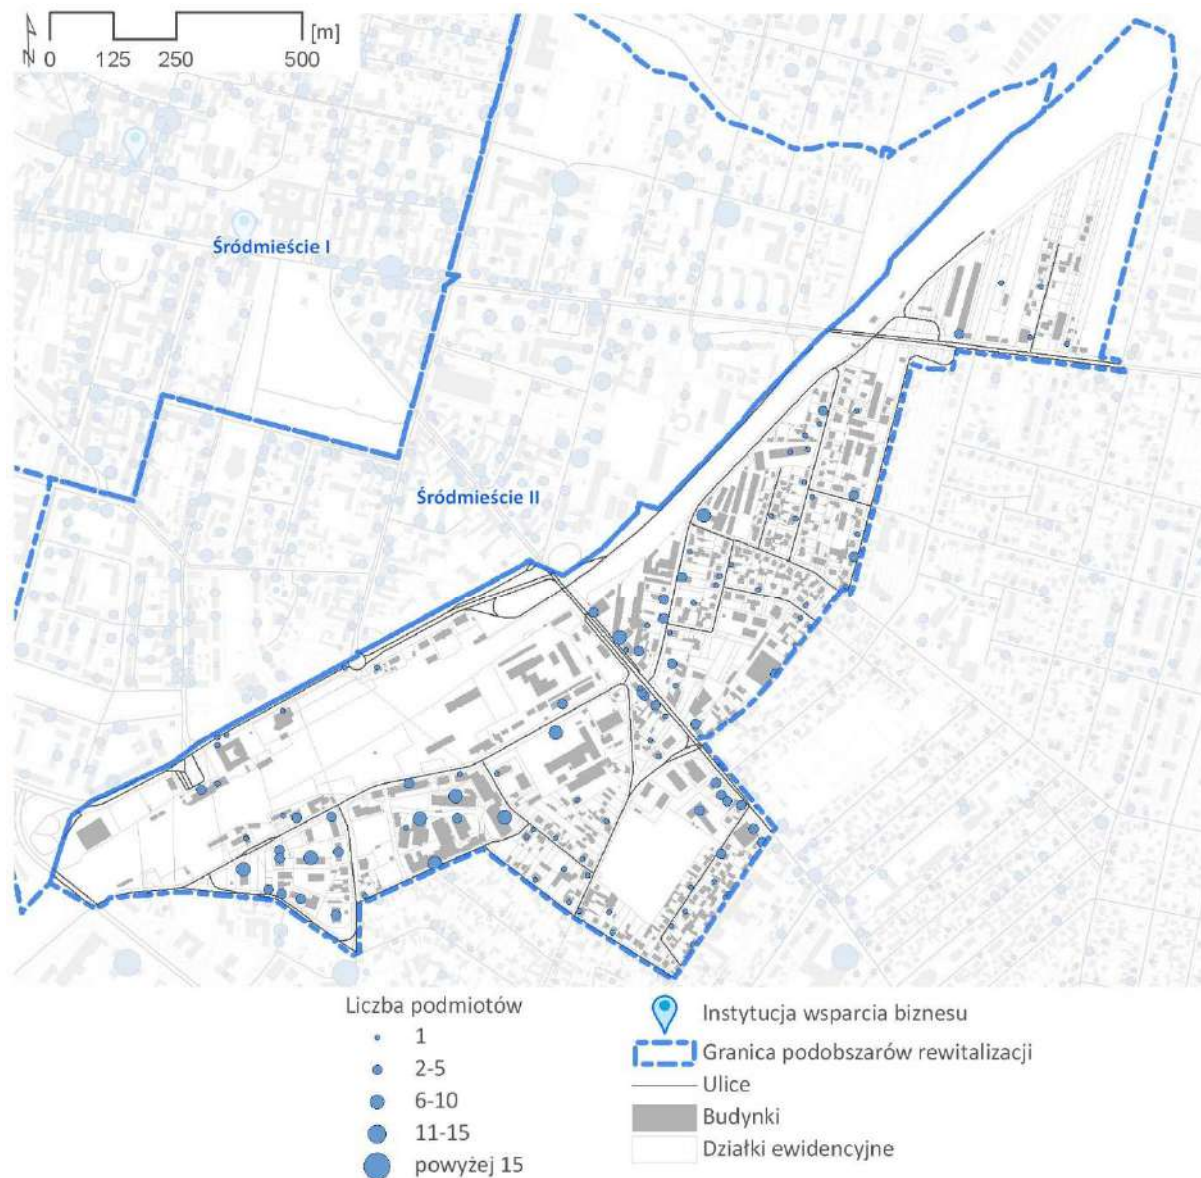 [m]
N 0 125 250 500
Śródmieście I
Śródmieście II
Liczba podmiotów
1
2-5
6-10
11-15
powyżej 15
Instytucja wsparcia biznesu
Granica podobszarów rewitalizacji
Ulice
Budynki
Działki ewidencyjne